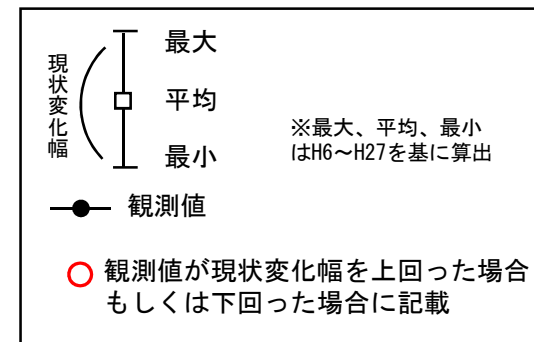 最大
現状変化幅
平均
最小
※最大、平均、最小
はH6～H27を基に算出
観測値
観測値が現状変化幅を上回った場合
もしくは下回った場合に記載